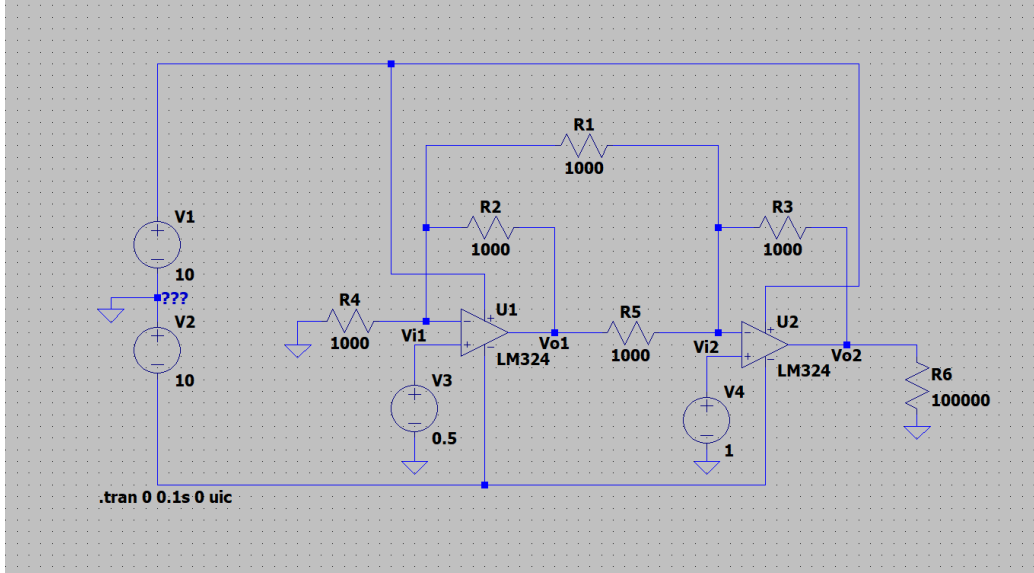 R1
1000
R2
1000
R3
1000
V1
10
???
V2
10
R4
1000
Vi1
U1
LM324
Vo1
R5
1000
Vi2
U2
LM324
Vo2
R6
100000
V3
0.5
V4
1
.tran 0 0.1s 0 uic